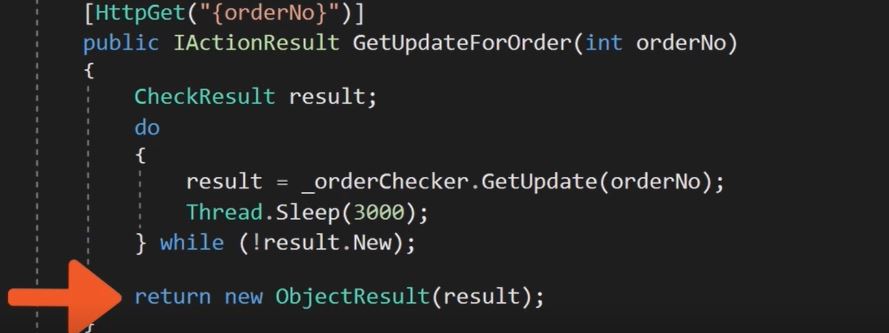 [HttpGet("{orderNo}")]
public IActionResult GetUpdateForOrder(int orderNo)
{
CheckResult result;
do
{
result = _orderChecker.GetUpdate(orderNo);
Thread.Sleep(3000);
} while (!result.New);
return new ObjectResult(result);
}